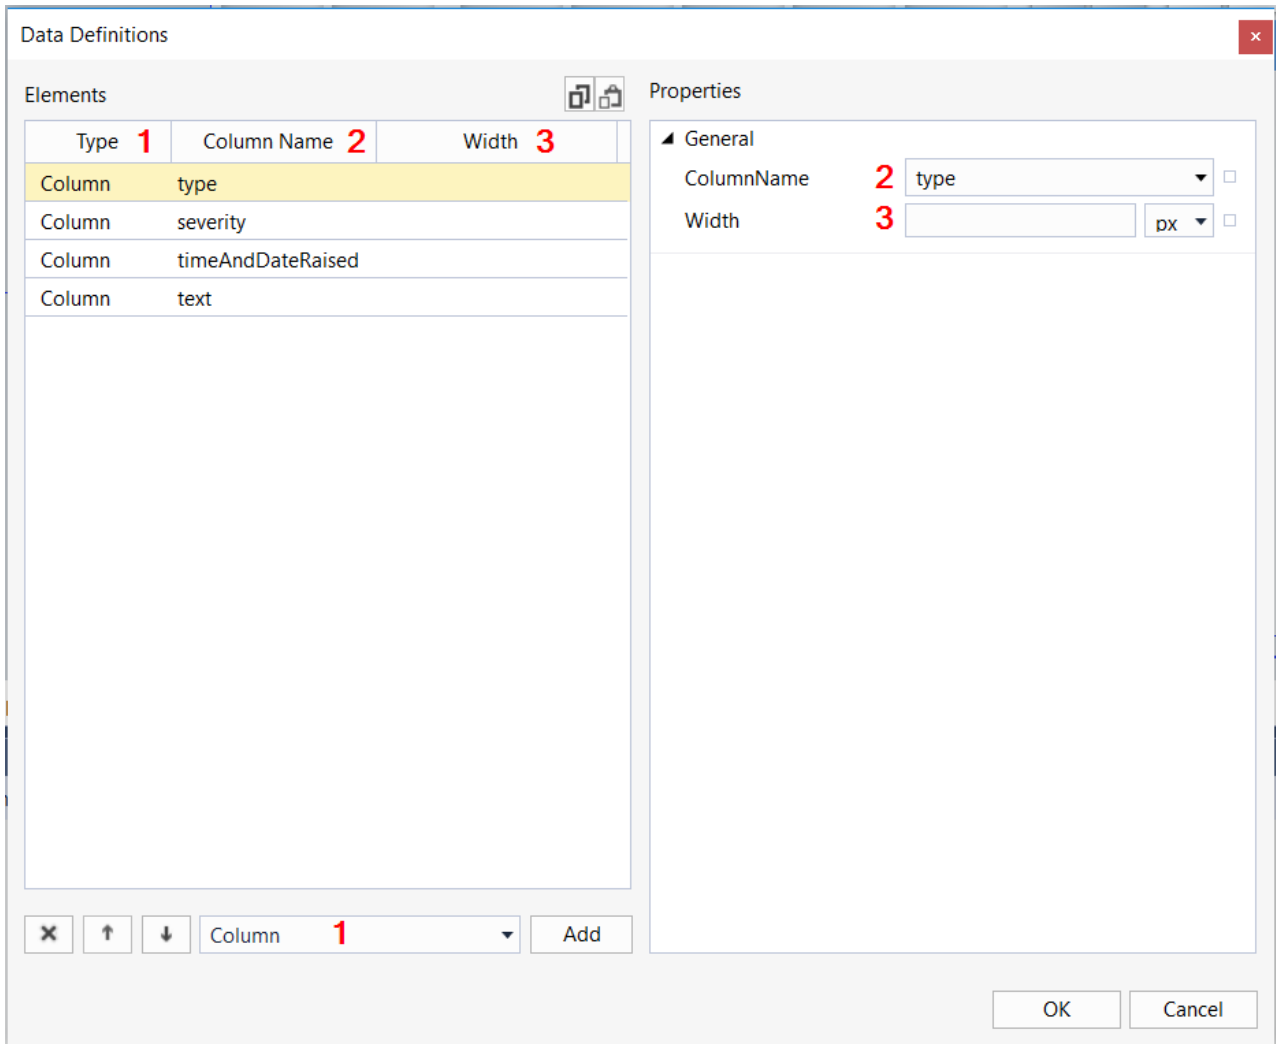 Data Definitions
Elements
Type 1 Column Name 2 Width 3
Column type
Column severity
Column timeAndDateRaised
Column text
Column 1 Add
Properties
General
ColumnName 2 type
Width 3 px
OK Cancel